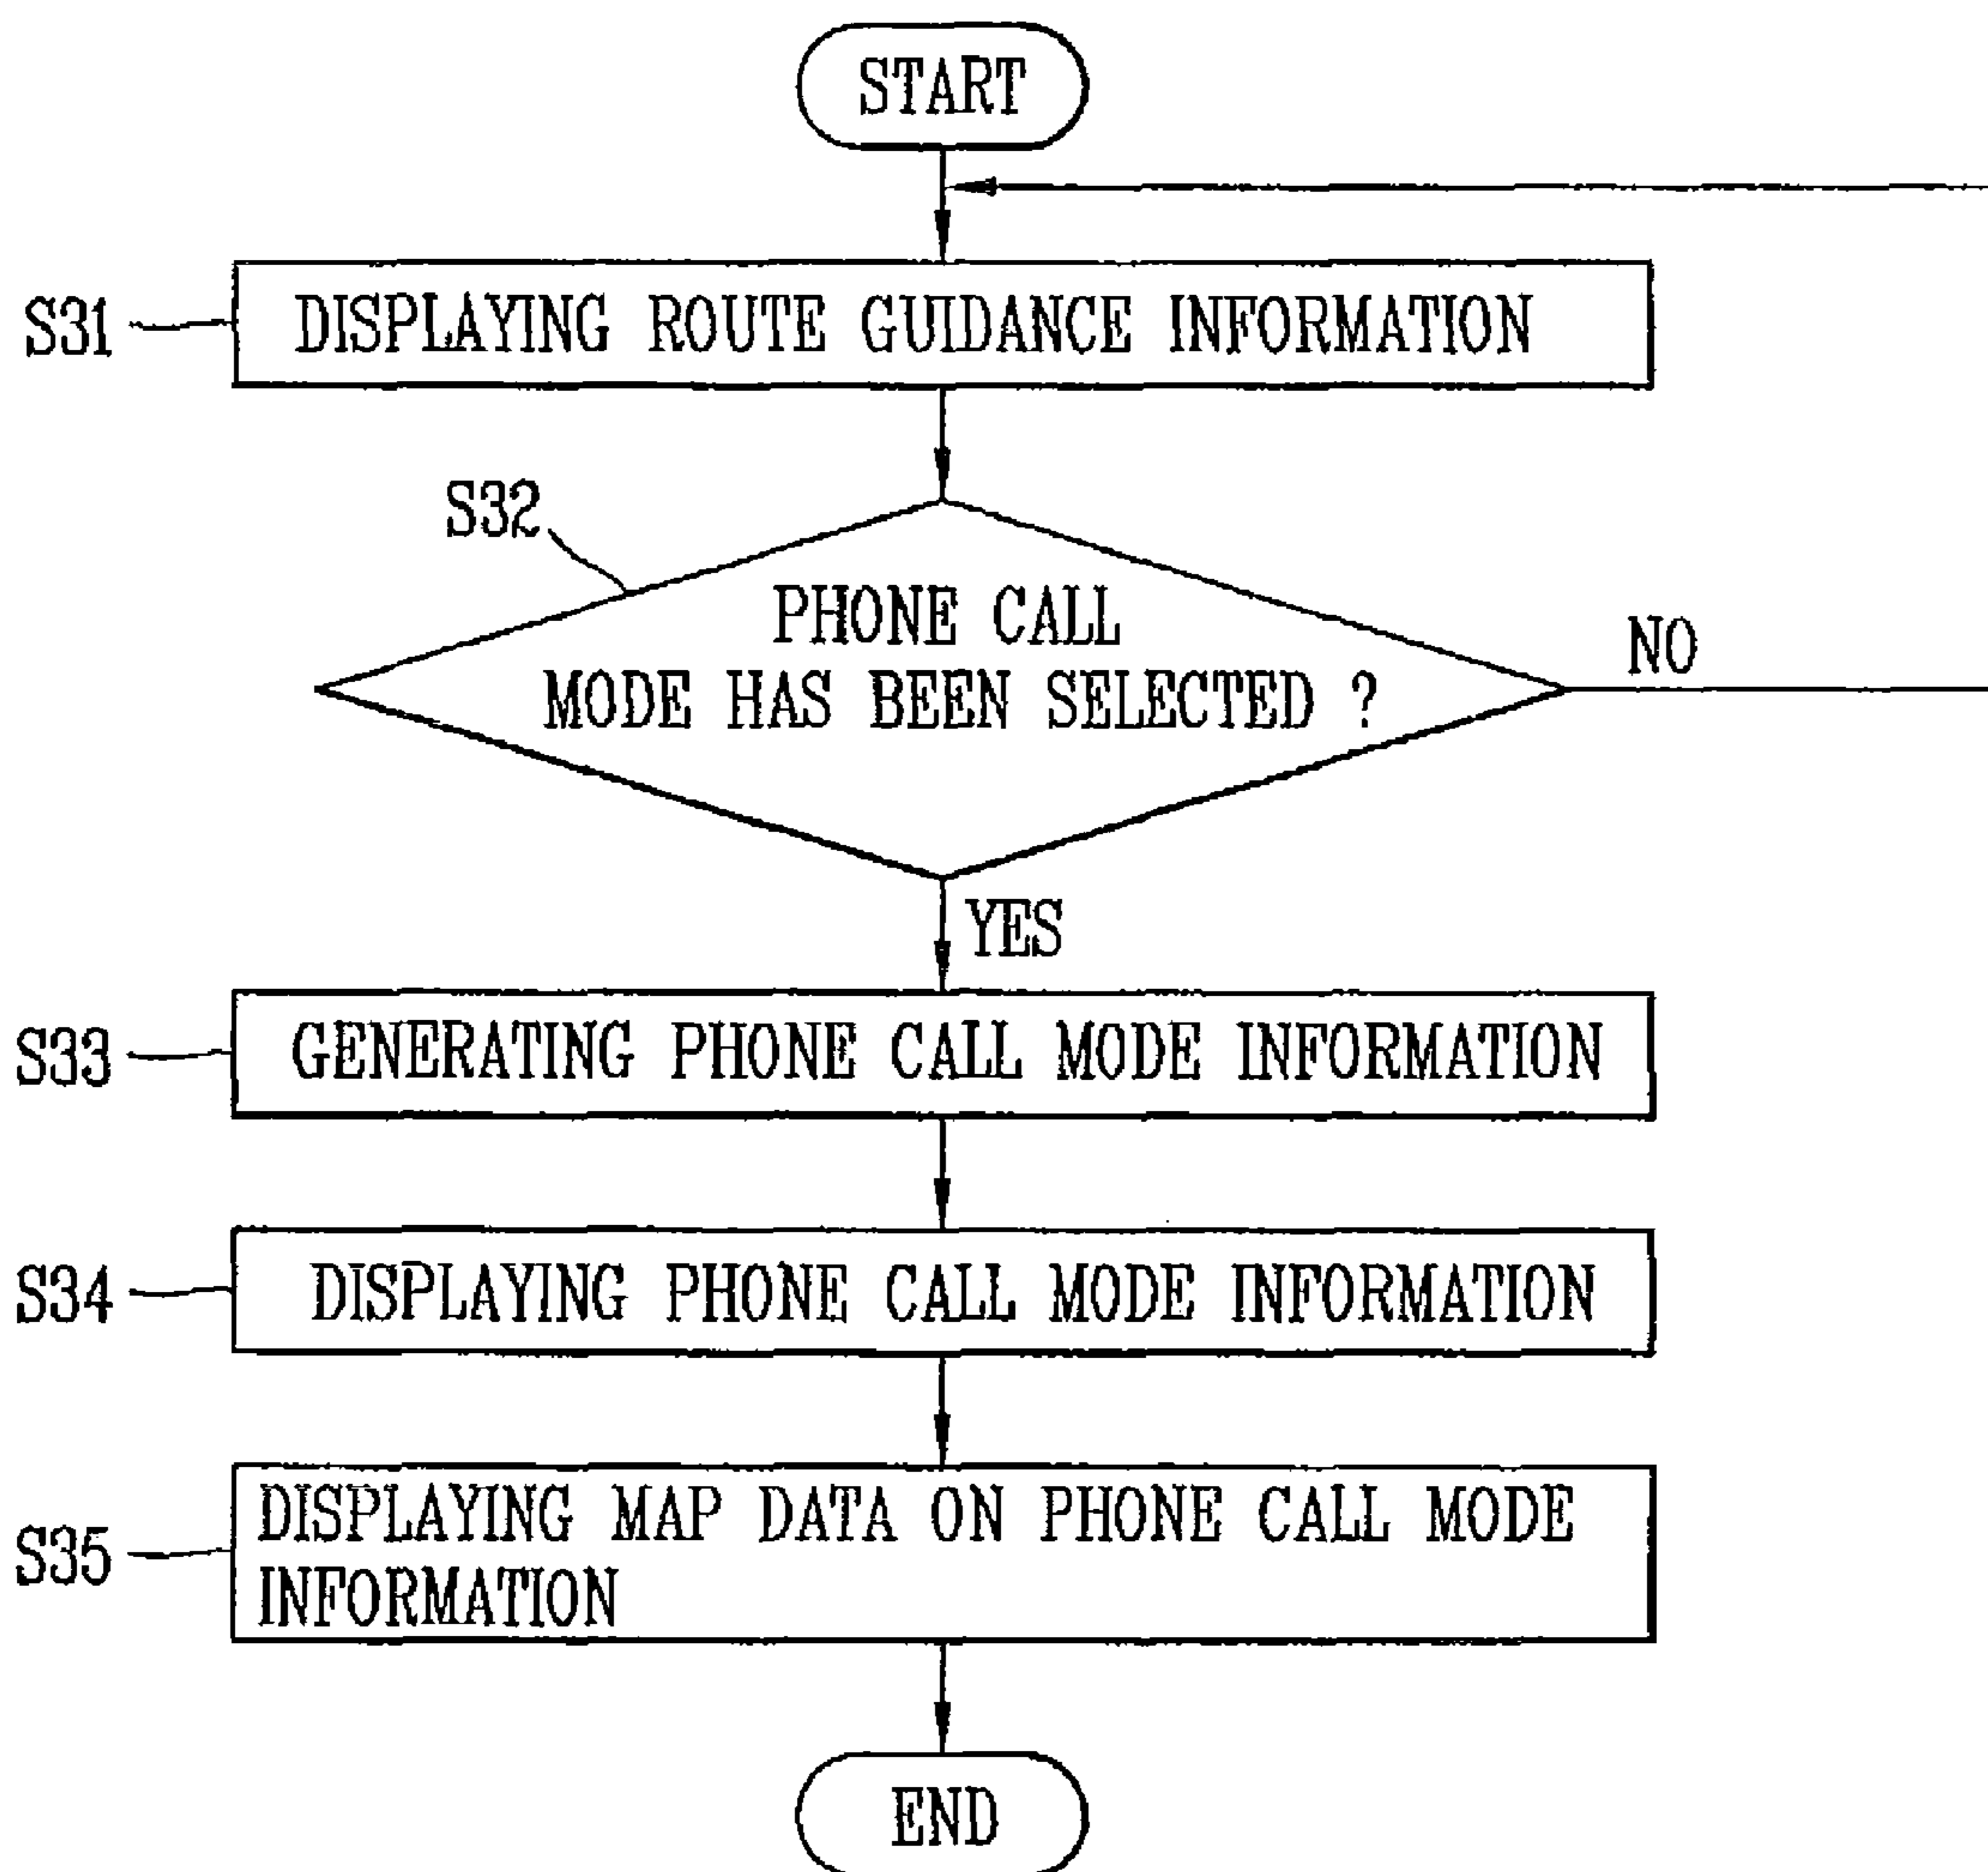 START
S31
DISPLAYING ROUTE GUIDANCE INFORMATION
S32
PHONE CALL
MODE HAS BEEN SELECTED ?
NO
YES
S33
GENERATING PHONE CALL MODE INFORMATION
S34
DISPLAYING PHONE CALL MODE INFORMATION
S35
DISPLAYING MAP DATA ON PHONE CALL MODE
INFORMATION
END